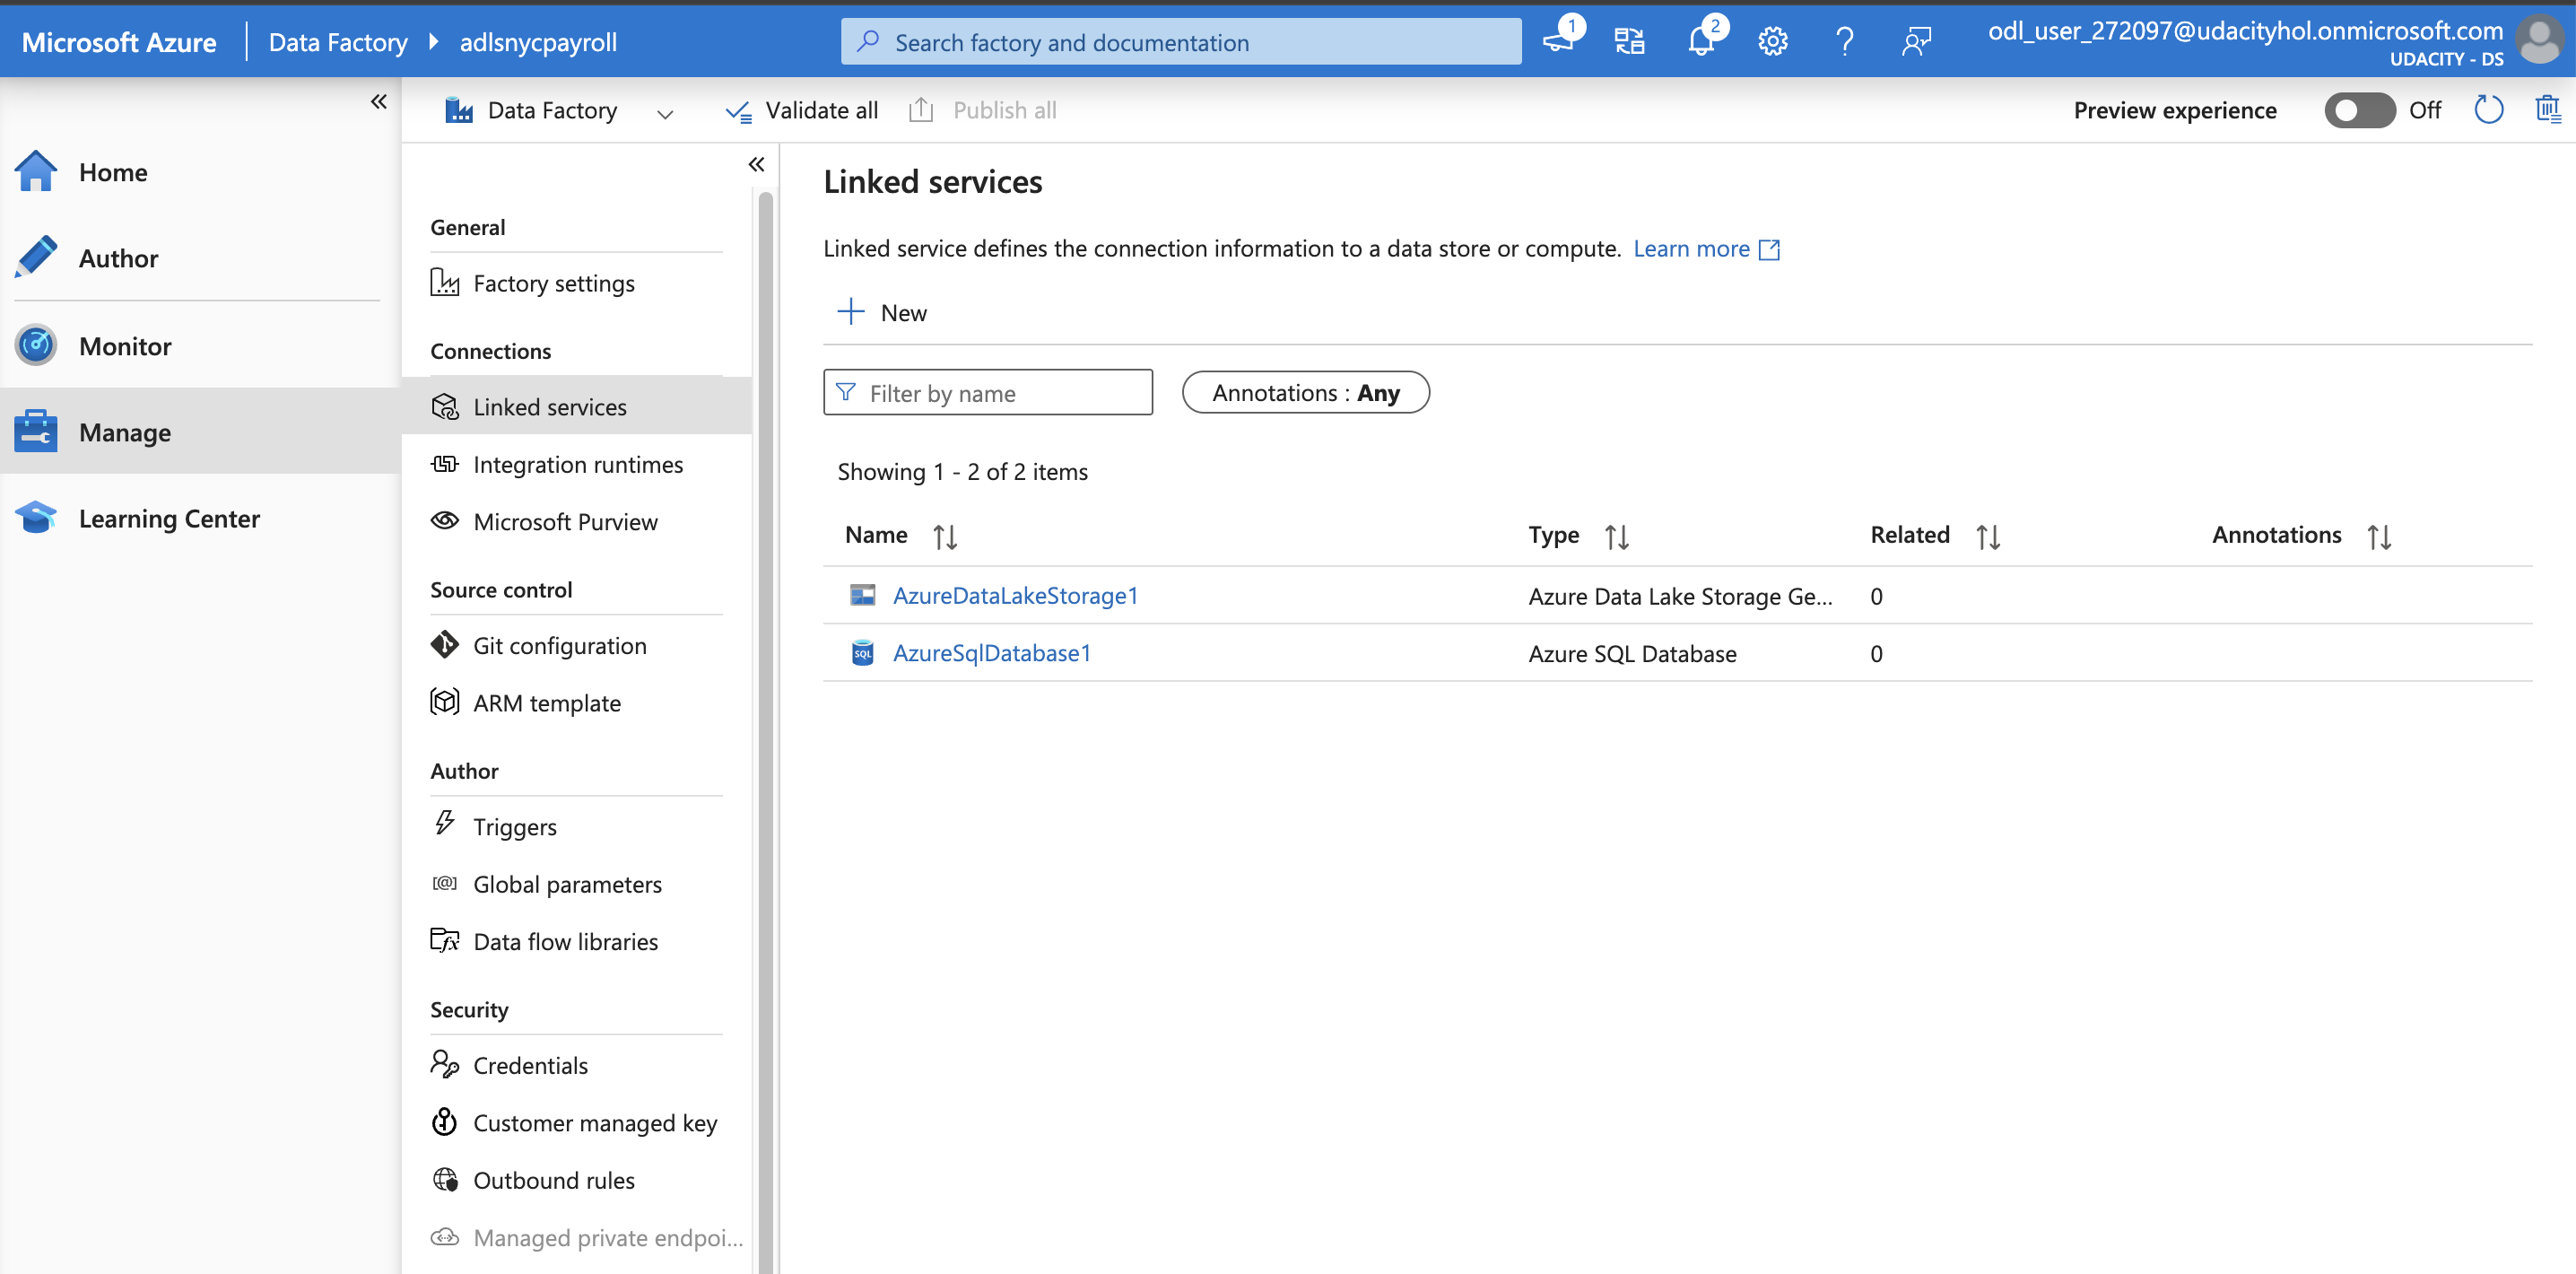 Microsoft Azure
Data Factory
adlsnycpayroll
Search factory and documentation
1
2
odl_user_272097@udacityhol.onmicrosoft.com
UDACITY - DS
Data Factory
Validate all
Publish all
Preview experience
Off
Home
Author
Monitor
Manage
Learning Center
General
Factory settings
Connections
Linked services
Integration runtimes
Microsoft Purview
Source control
Git configuration
ARM template
Author
Triggers
Global parameters
Data flow libraries
Security
Credentials
Customer managed key
Outbound rules
Managed private endpoi...
Linked services
Linked service defines the connection information to a data store or compute. Learn more
New
Filter by name
Annotations : Any
Showing 1 - 2 of 2 items
Name Type Related Annotations
AzureDataLakeStorage1 Azure Data Lake Storage Ge... 0
SQL AzureSqlDatabase1 Azure SQL Database 0